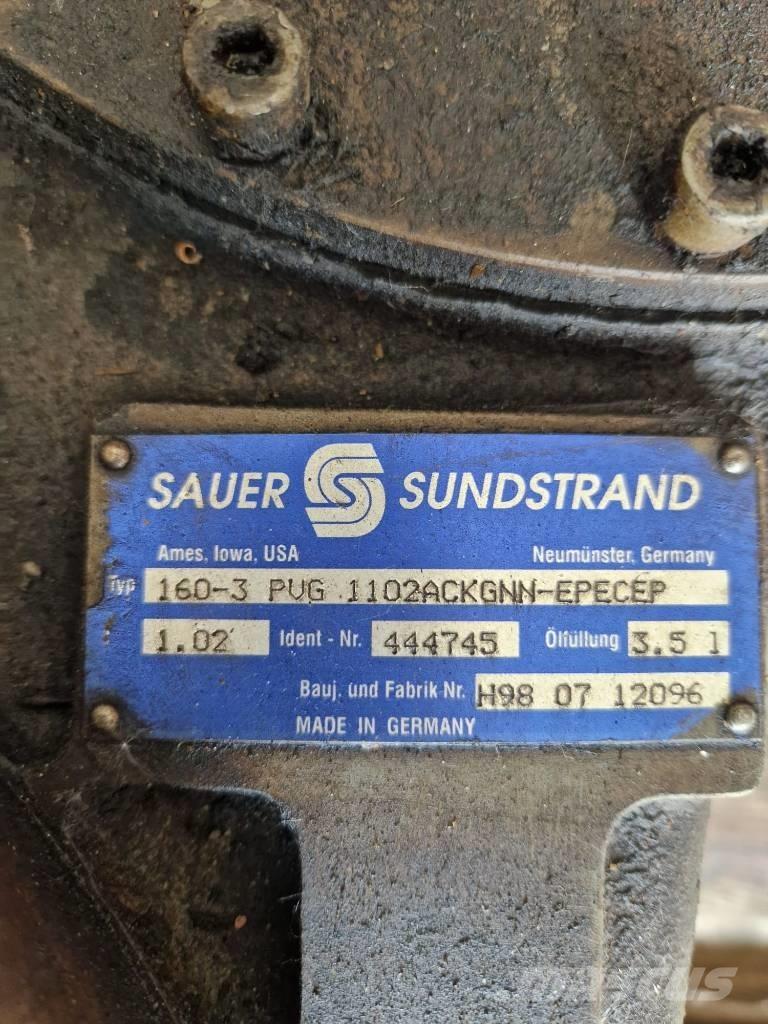 SAUER SUNDSTRAND
Ames, Iowa, USA Neumünster, Germany
Typ 160-3 PVG 1102ACKGNN-EPECEP
1.02 Ident - Nr. 444745 Ölfüllung 3.5 l
Bauj. und Fabrik Nr. H98 07 12096
MADE IN GERMANY
MASCUS